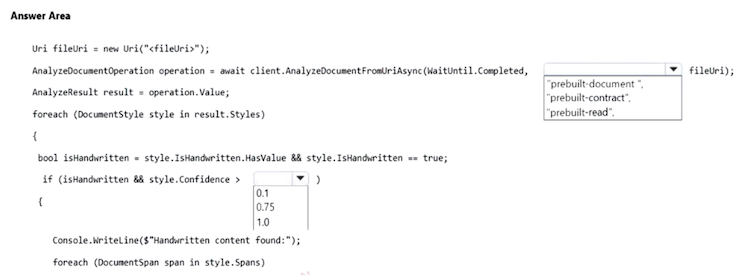 Answer Area
Uri fileUri = new Uri("<fileUri>");
AnalyzeDocumentOperation operation = await client.AnalyzeDocumentFromUriAsync(WaitUntil.Completed, fileUri);
"prebuilt-document ",
"prebuilt-contract",
"prebuilt-read",
AnalyzeResult result = operation.Value;
foreach (DocumentStyle style in result.Styles)
{
bool isHandwritten = style.IsHandwritten.HasValue && style.IsHandwritten == true;
if (isHandwritten && style.Confidence > )
0.1
0.75
1.0
{
Console.WriteLine($"Handwritten content found:");
foreach (DocumentSpan span in style.Spans)